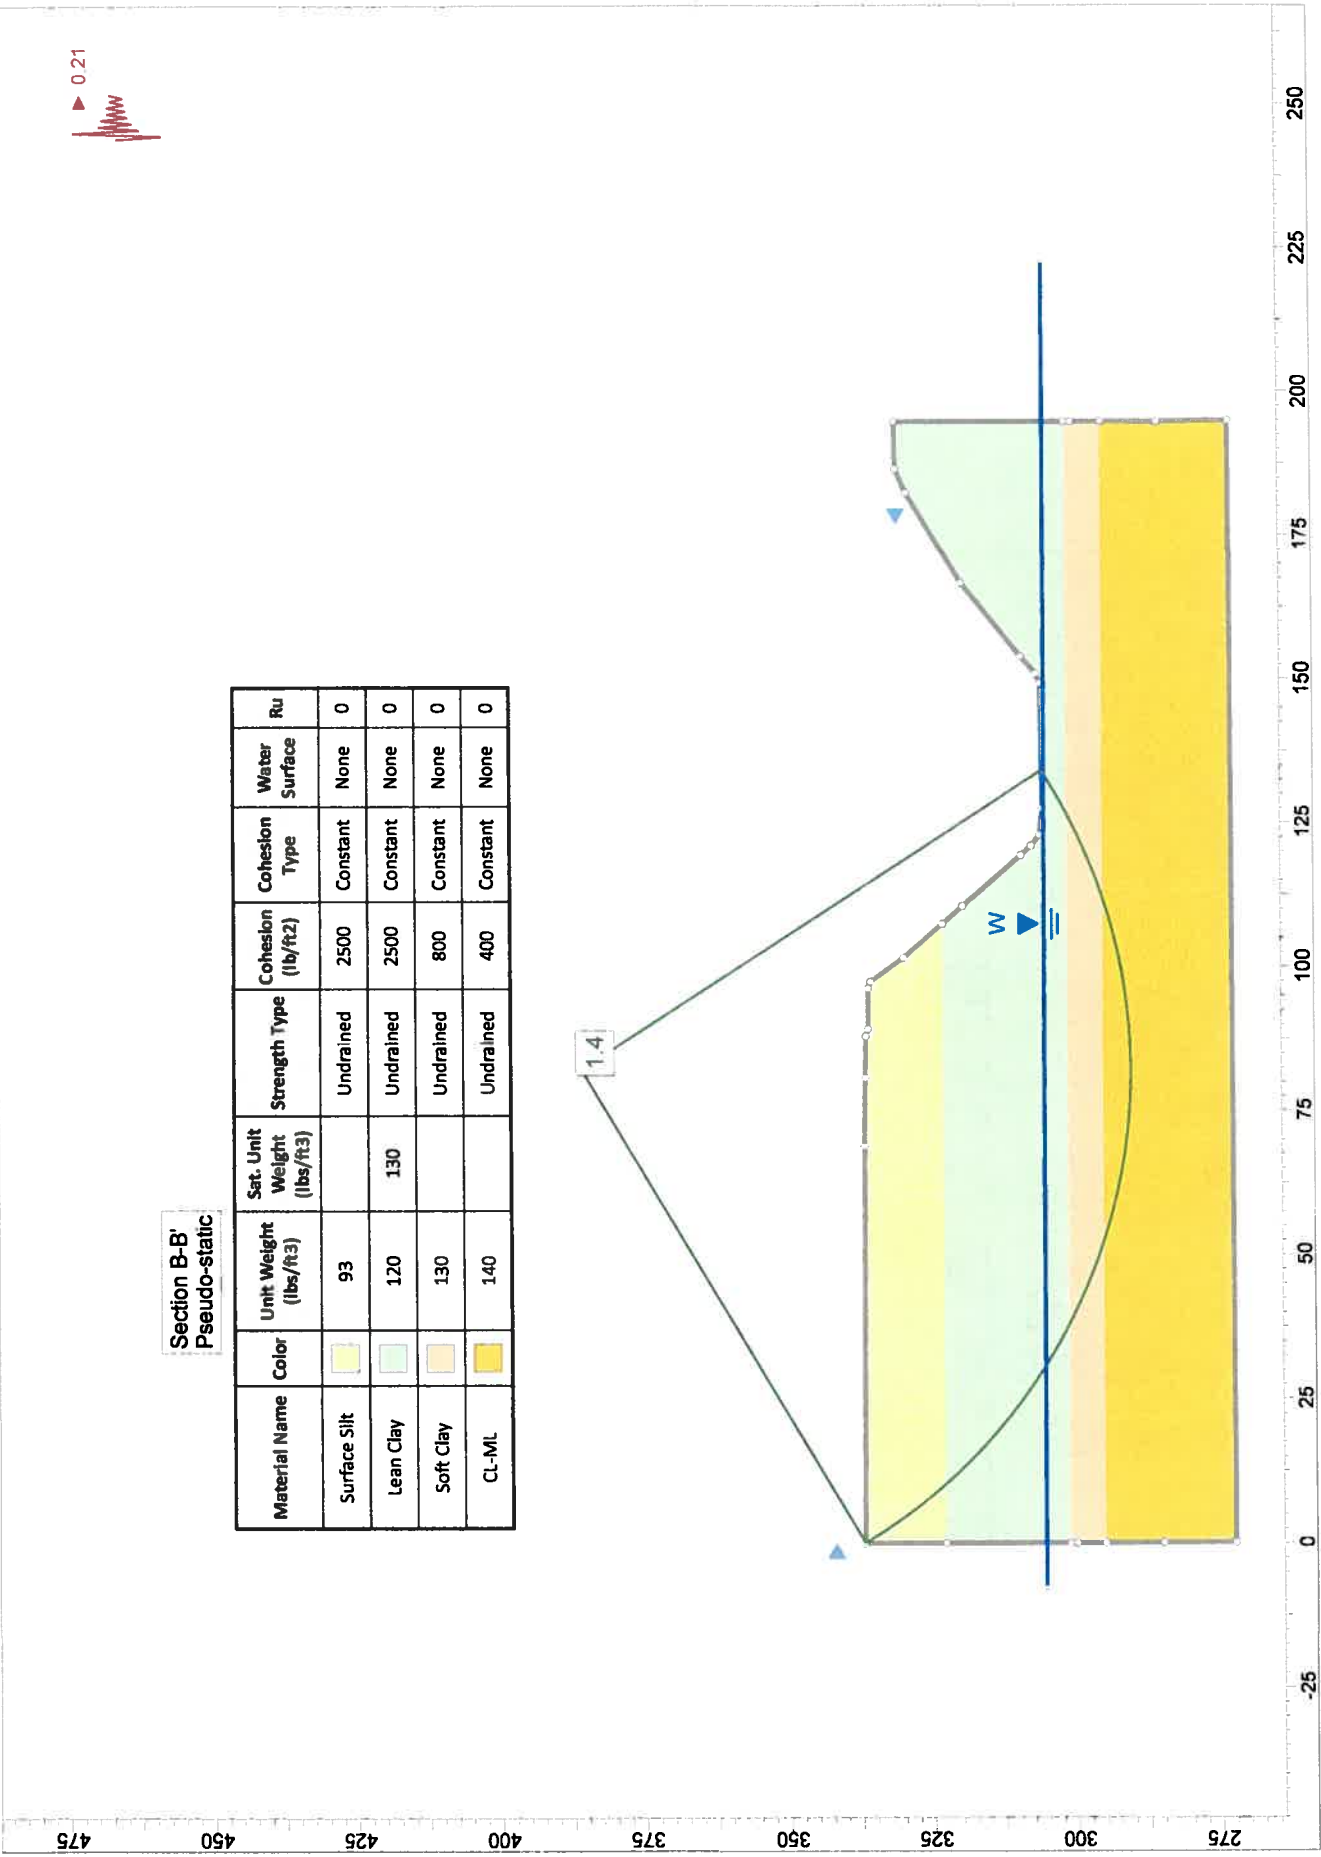 0.21
Section B-B'
Pseudo-static
Material Name Color Unit Weight (lbs/ft3) Sat. Unit Weight (lbs/ft3) Strength Type Cohesion (lb/ft2) Cohesion Type Water Surface Ru
Surface Silt 93 Undrained 2500 Constant None 0
Lean Clay 120 130 Undrained 2500 Constant None 0
Soft Clay 130 Undrained 800 Constant None 0
CL-ML 140 Undrained 400 Constant None 0
1.4
W
475
450
425
400
375
350
325
300
275
-25 0 25 50 75 100 125 150 175 200 225 250